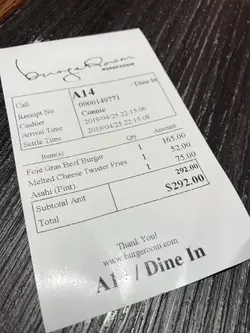 burgeRoom
BURGEROOM
Call A14 / Dine In
Receipt No. 0000149771
Cashier Connie
Arrival Time 2019/04/25 22:15:06
Settle Time 2019/04/25 22:15:08
Item(s) Qty Amount
Foie Gras Beef Burger 1 165.00
Melted Cheese Twister Fries 1 52.00
Asahi (Pint) 1 75.00
Subtotal Amt 292.00
Total $292.00
Thank You!
www.burgeroom.com
A14 / Dine In